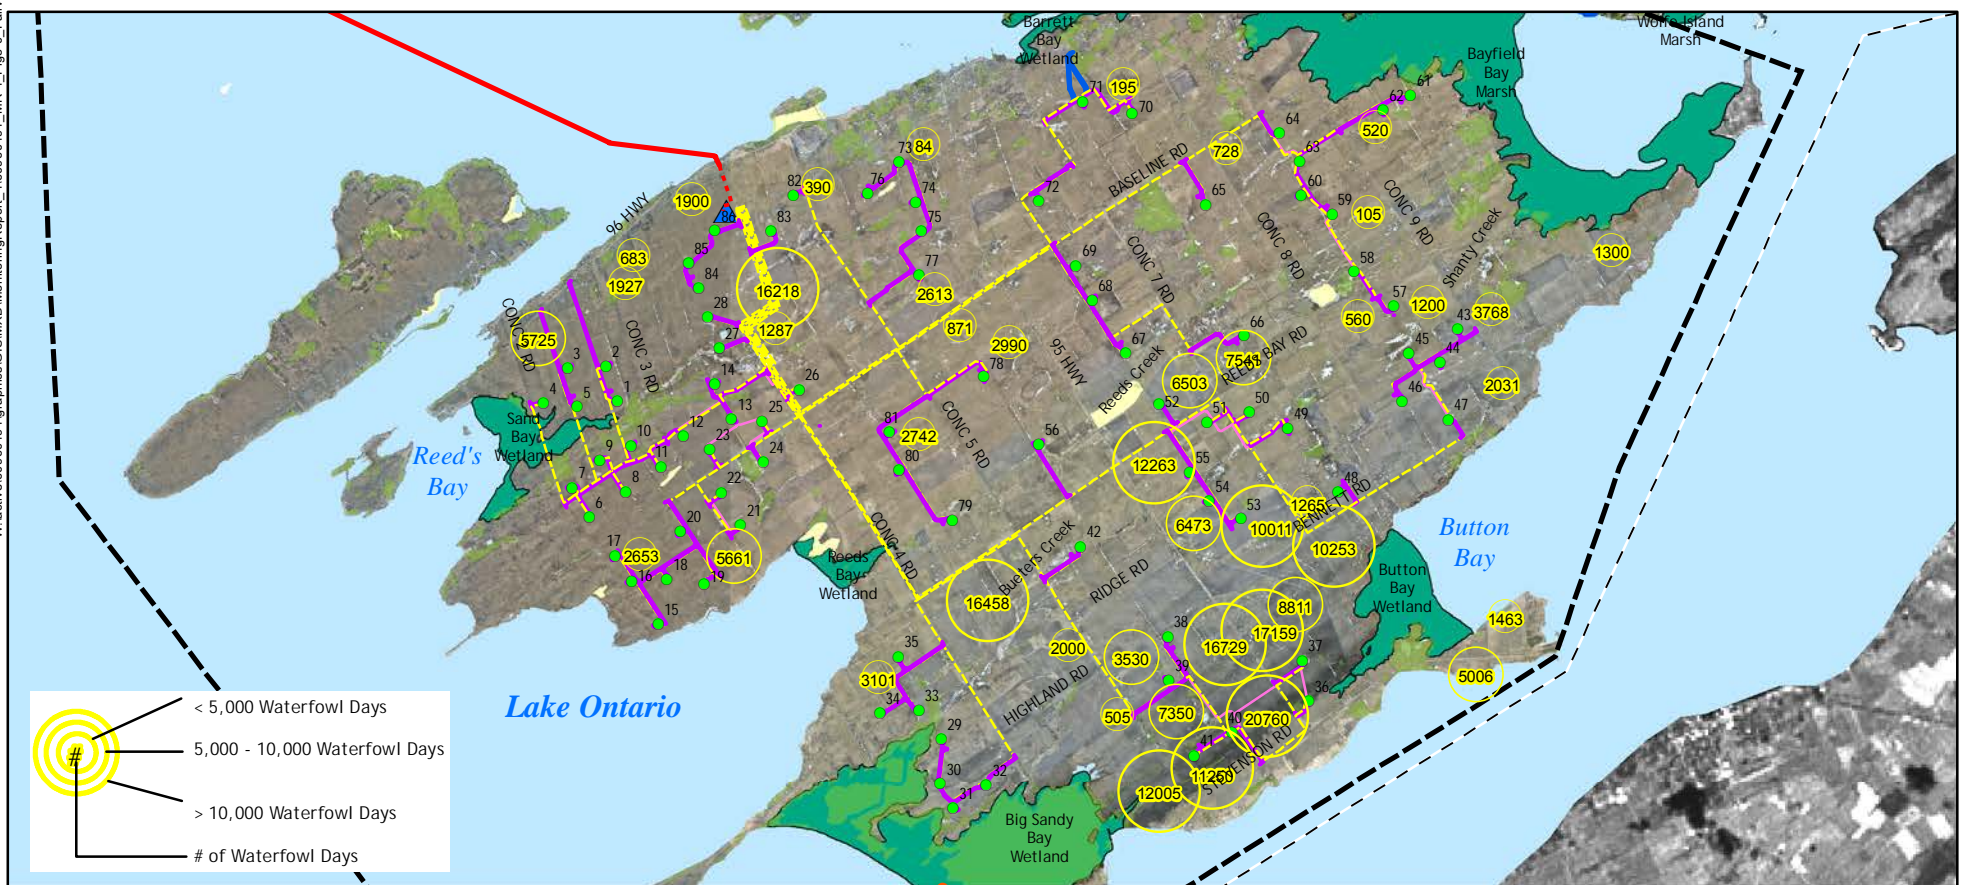 Barrett
Bay
Wetland
Wolfe Island
Marsh
Bayfield
Bay
Marsh
71
195
70
62
61
520
64
63
728
BASELINE RD
73
84
76
74
75
82
390
83
1900
86
96 HWY
72
65
60
59
105
CONC 9 RD
CONC 8 RD
CONC 7 RD
Shanty Creek
1300
683
1927
85
84
16218
77
2613
69
68
58
57
1200
560
43
3768
28
27
1287
871
2990
78
95 HWY
67
66
7541
REEDS BAY RD
45
44
CONC 2 RD
5725
CONC 3 RD
3
2
1
4
5
14
26
Reeds Creek
6503
2031
46
47
Sand
Bay
Wetland
Reed's
Bay
13
25
12
10
9
11
23
24
81
2742
80
CONC 5 RD
56
52
51
50
49
12263
55
7
8
6
22
21
20
79
54
53
6473
10011
1265
48
BENNETT RD
10253
Button
Bay
17
2653
18
16
19
5661
15
CONC 4 RD
Reeds
Bay
Wetland
42
Bueters Creek
RIDGE RD
16458
Button
Bay
Wetland
8811
17159
16729
1463
5006
38
37
2000
3530
35
3101
39
36
HIGHLAND RD
34
33
505
7350
20760
40
29
41
11250
STEVENSON RD
12005
30
32
31
Lake Ontario
Big Sandy
Bay
Wetland
#
< 5,000 Waterfowl Days
5,000 - 10,000 Waterfowl Days
> 10,000 Waterfowl Days
# of Waterfowl Days